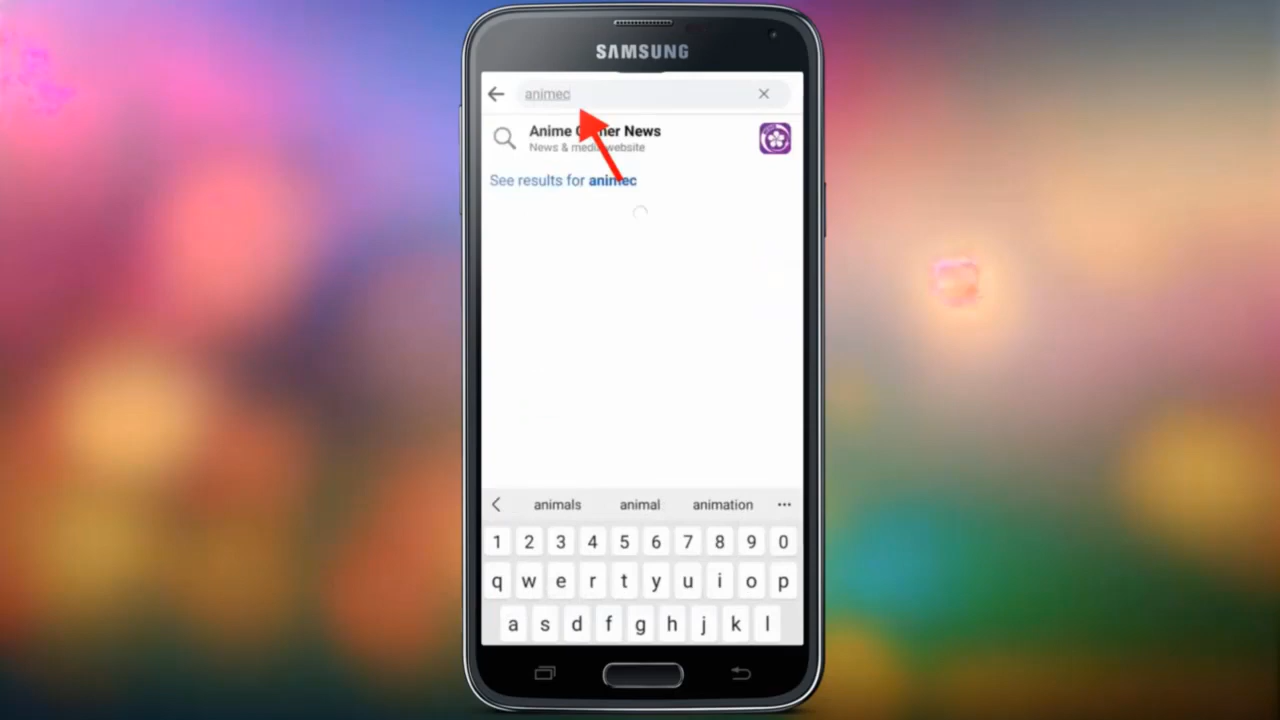 SAMSUNG
animec
Anime Corner News
News & media website
See results for animec
animals animal animation
1 2 3 4 5 6 7 8 9 0
q w e r t y u i o p
a s d f g h j k l